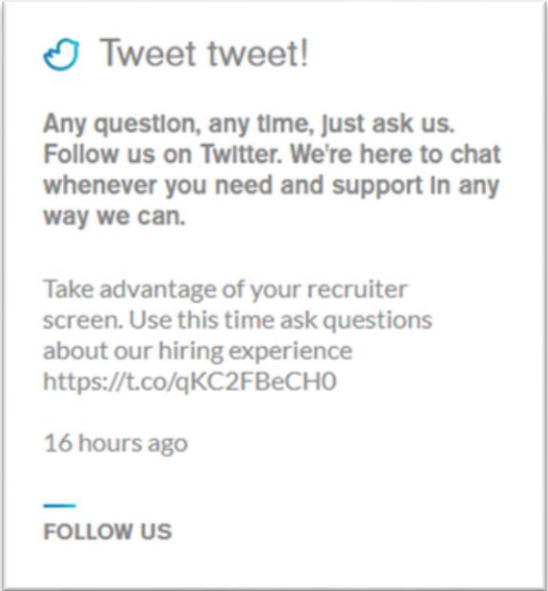 Tweet tweet!
Any question, any time, just ask us.
Follow us on Twitter. We're here to chat
whenever you need and support in any
way we can.
Take advantage of your recruiter
screen. Use this time ask questions
about our hiring experience
https://t.co/qKC2FBeCH0
16 hours ago
FOLLOW US